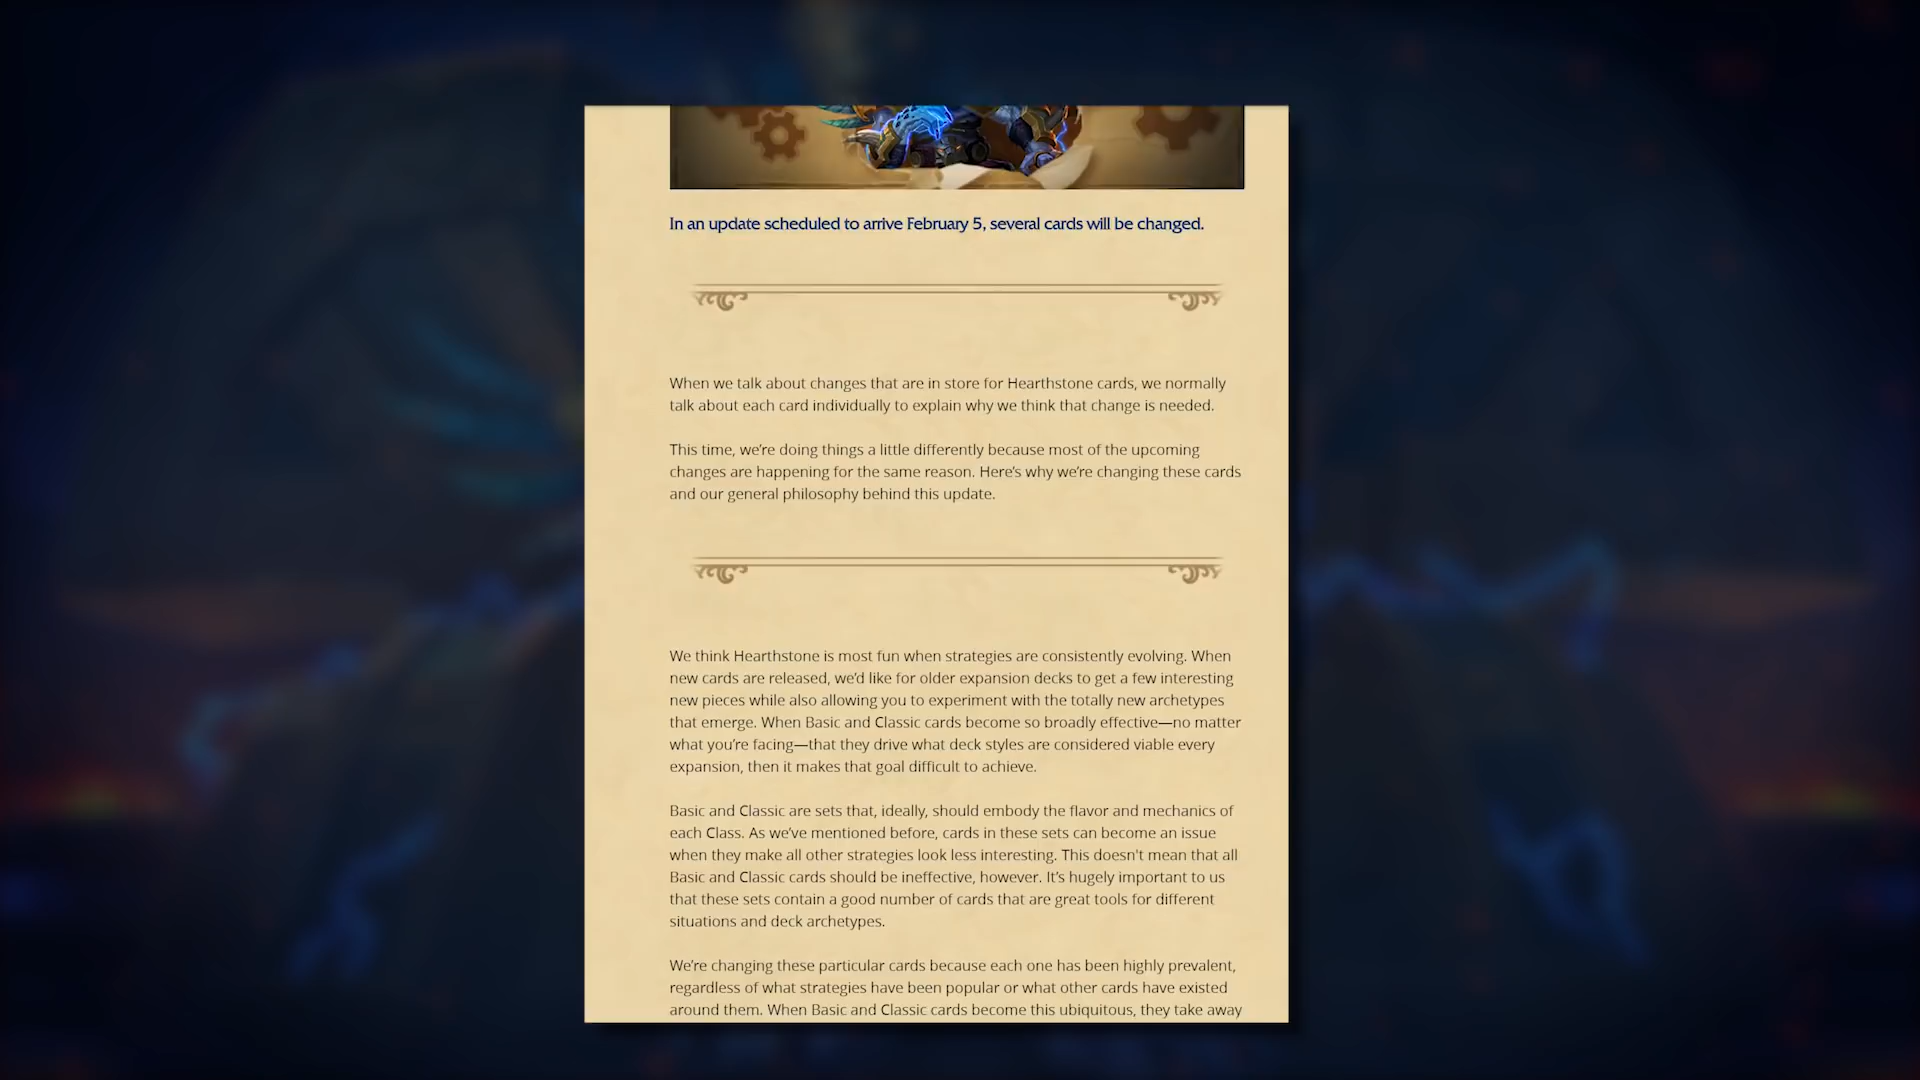 In an update scheduled to arrive February 5, several cards will be changed.
When we talk about changes that are in store for Hearthstone cards, we normally
talk about each card individually to explain why we think that change is needed.
This time, we’re doing things a little differently because most of the upcoming
changes are happening for the same reason. Here’s why we’re changing these cards
and our general philosophy behind this update.
We think Hearthstone is most fun when strategies are consistently evolving. When
new cards are released, we’d like for older expansion decks to get a few interesting
new pieces while also allowing you to experiment with the totally new archetypes
that emerge. When Basic and Classic cards become so broadly effective—no matter
what you’re facing—that they drive what deck styles are considered viable every
expansion, then it makes that goal difficult to achieve.
Basic and Classic are sets that, ideally, should embody the flavor and mechanics of
each Class. As we’ve mentioned before, cards in these sets can become an issue
when they make all other strategies look less interesting. This doesn't mean that all
Basic and Classic cards should be ineffective, however. It’s hugely important to us
that these sets contain a good number of cards that are great tools for different
situations and deck archetypes.
We’re changing these particular cards because each one has been highly prevalent,
regardless of what strategies have been popular or what other cards have existed
around them. When Basic and Classic cards become this ubiquitous, they take away